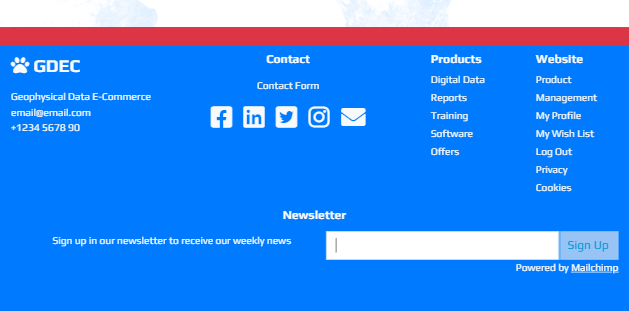 GDEC
Geophysical Data E-Commerce
email@email.com
+1234 5678 90
Contact
Contact Form
Products
Digital Data
Reports
Training
Software
Offers
Website
Product
Management
My Profile
My Wish List
Log Out
Privacy
Cookies
Newsletter
Sign up in our newsletter to receive our weekly news
Sign Up
Powered by Mailchimp